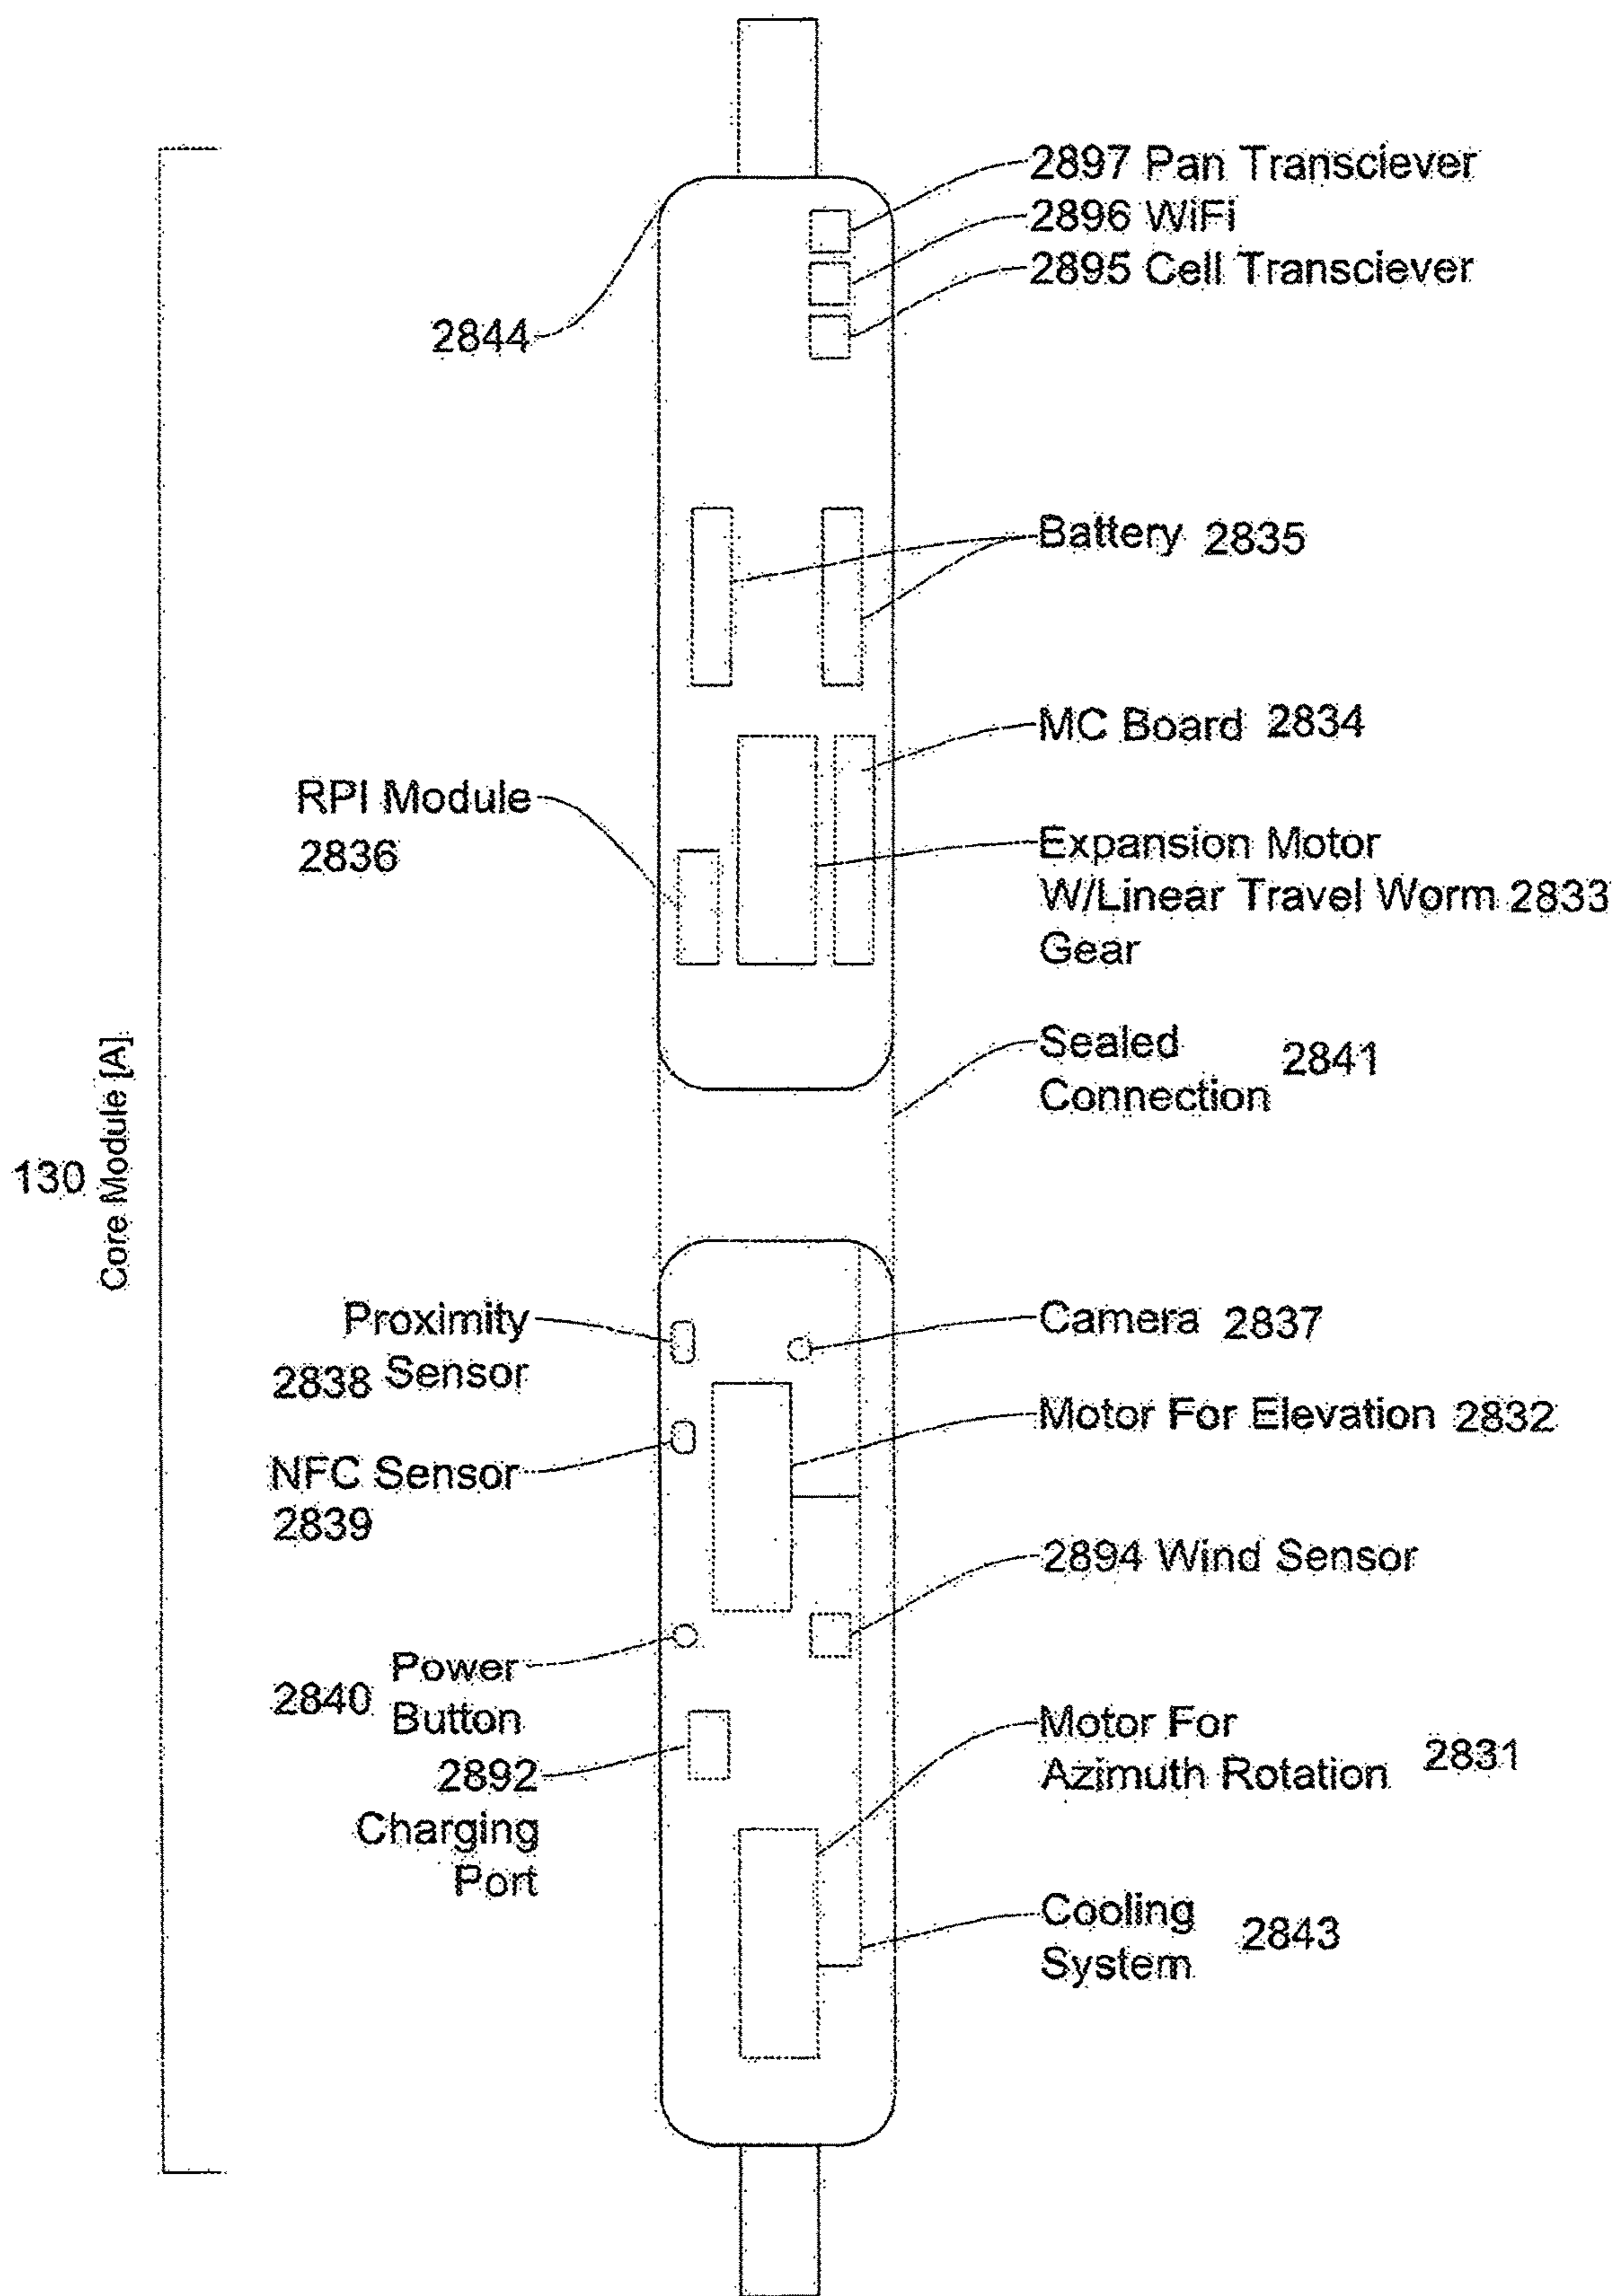 2897 Pan Transciever
2896 WiFi
2895 Cell Transciever
2844
Battery 2835
MC Board 2834
RPI Module
2836
Expansion Motor
W/Linear Travel Worm 2833
Gear
Sealed
Connection 2841
130 Core Module [A]
Proximity
2838 Sensor
Camera 2837
Motor For Elevation 2832
NFC Sensor
2839
2894 Wind Sensor
Power
2840 Button
2892
Charging
Port
Motor For
Azimuth Rotation 2831
Cooling
System 2843